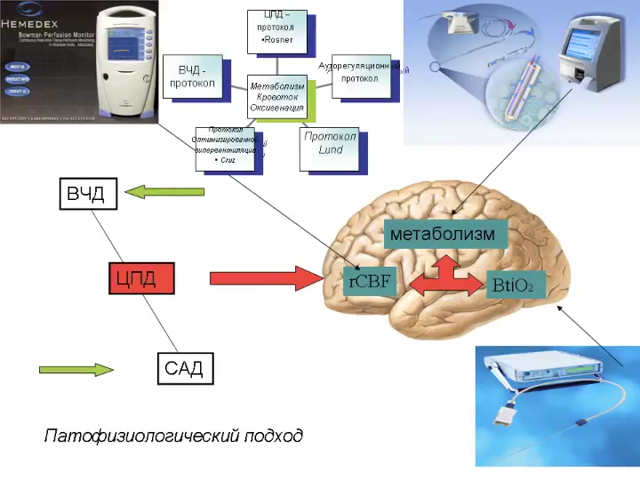 HEMEDEX
Bowman Perfusion Monitor
ЦПД –
протокол
•Rosner
ВЧД -
протокол
Ауторегуляционный
протокол
Метаболизм
Кровоток
Оксигенация
Протокол
Оптимизированной
гипервентиляции
• Cruz
Протокол
Lund
ВЧД
метаболизм
ЦПД
rCBF
BtiO₂
САД
Патофизиологический подход